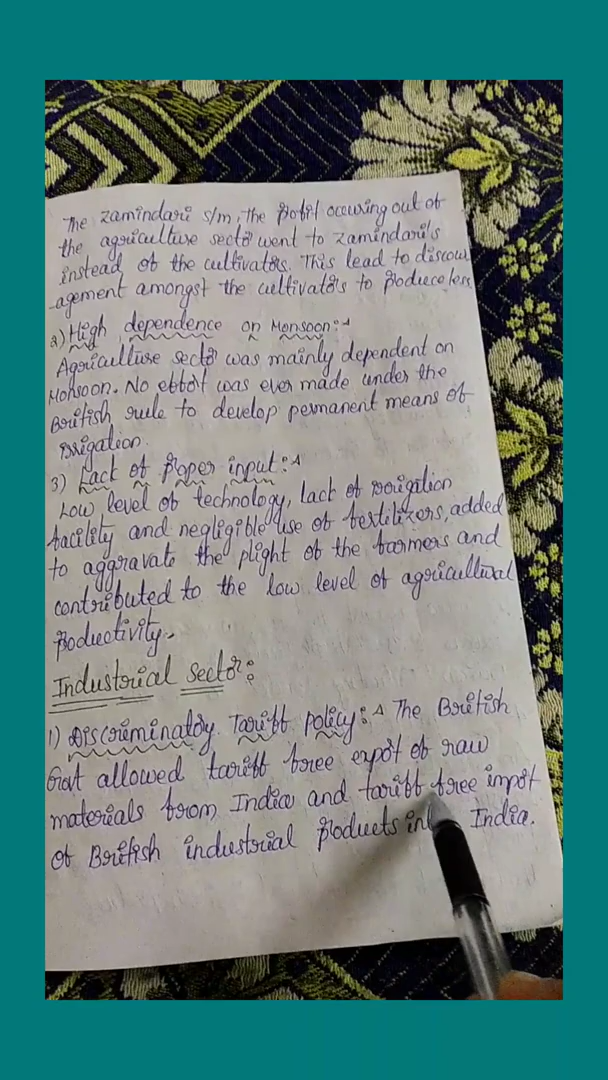 The zamindari s/m, the profit occuring out of
the agriculture sector went to zamindari's
instead of the cultivators. This lead to discour
-agement amongst the cultivators to produce less
2) High dependence on Monsoon:-
Agriculture sector was mainly dependent on
Monsoon. No effort was ever made under the
British rule to develop permanent means of
irrigation.
3) Lack of proper input:-
Low level of technology, lack of irrigation
facility and negligible use of fertilizers, added
to aggravate the plight of the farmers and
contributed to the low level of agricultural
productivity.
Industrial sector:
1) Discriminatory Tariff policy:- The British
Govt allowed tariff free export of raw
materials from India and tariff free import
of British industrial products in India.